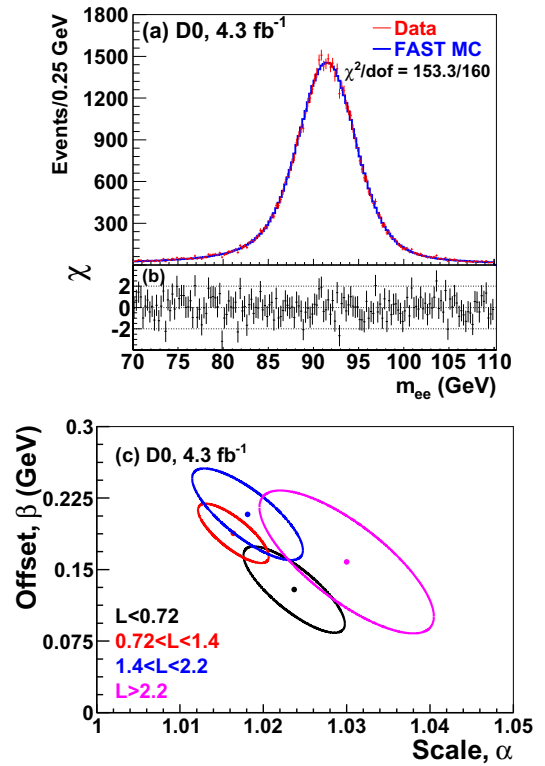 1800
1500
1200
900
600
300
Events/0.25 GeV
(a) D0, 4.3 fb⁻¹
Data
FAST MC
χ²/dof = 153.3/160
(b)
χ
2
0
-2
70 75 80 85 90 95 100 105 110
m_ee (GeV)
0.3
0.225
0.15
0.075
0
Offset, β (GeV)
(c) D0, 4.3 fb⁻¹
L<0.72
0.72<L<1.4
1.4<L<2.2
L>2.2
1 1.01 1.02 1.03 1.04 1.05
Scale, α